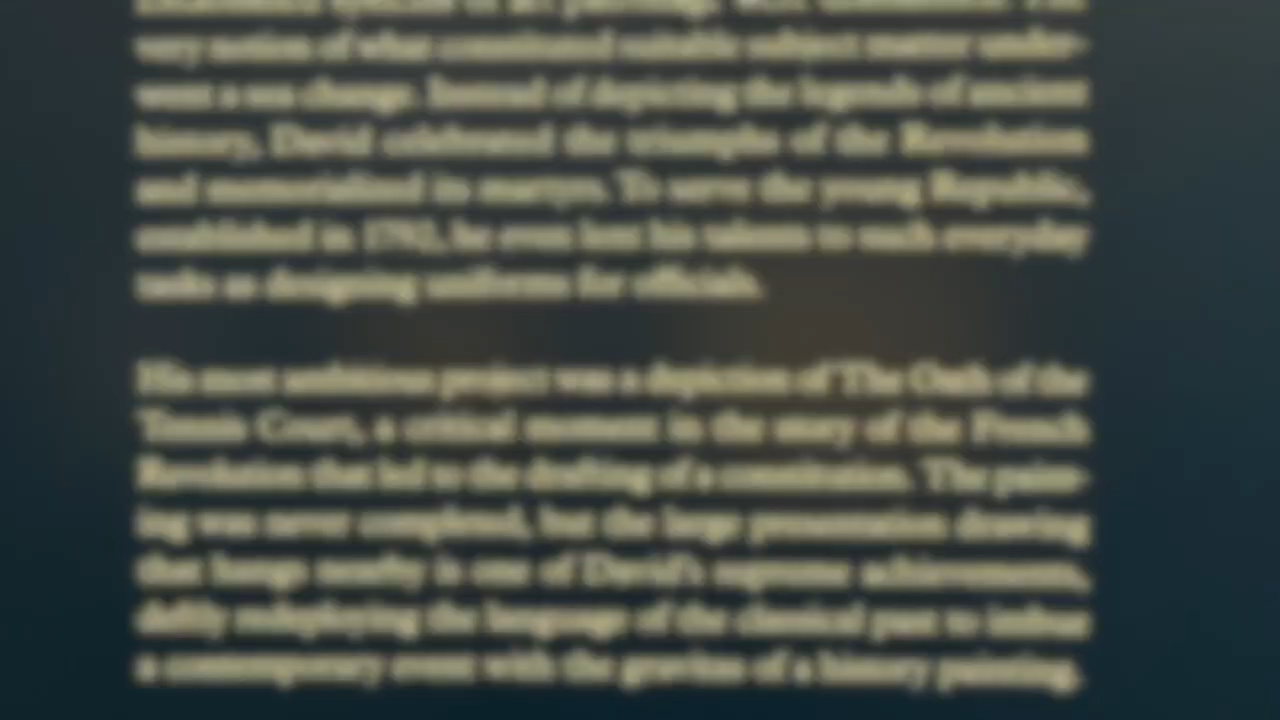 very notion of what constituted suitable subject matter under-
went a sea change. Instead of depicting the legends of ancient
history, David celebrated the triumphs of the Revolution
and memorialized its martyrs. To serve the young Republic,
established in 1792, he even lent his talents to such everyday
tasks as designing uniforms for officials.
His most ambitious project was a depiction of The Oath of the
Tennis Court, a critical moment in the story of the French
Revolution that led to the drafting of a constitution. The paint-
ing was never completed, but the large presentation drawing
that hangs nearby is one of David's supreme achievements,
deftly redeploying the language of the classical past to imbue
a contemporary event with the gravitas of a history painting.